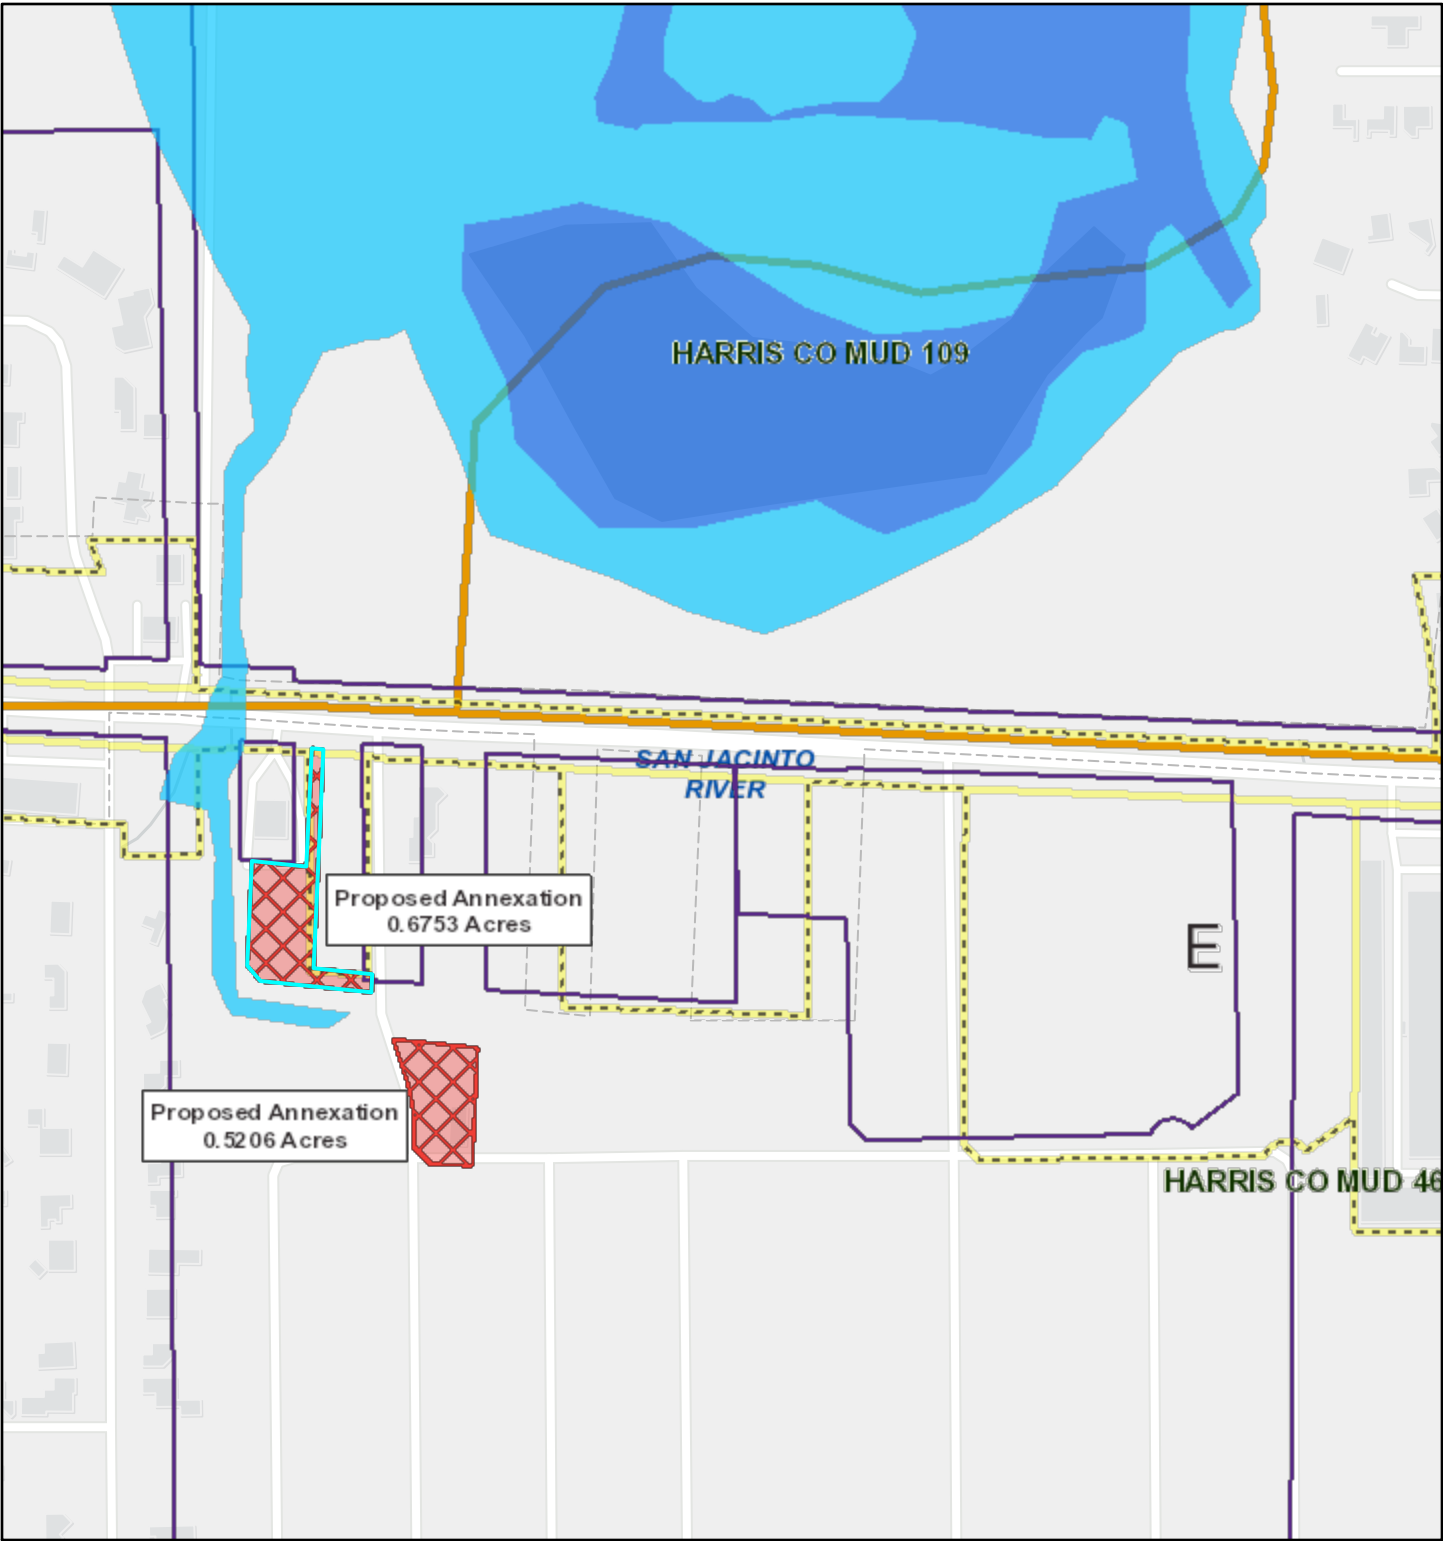 HARRIS CO MUD 109
SAN JACINTO
RIVER
Proposed Annexation
0.6753 Acres
E
Proposed Annexation
0.5206 Acres
HARRIS CO MUD 46